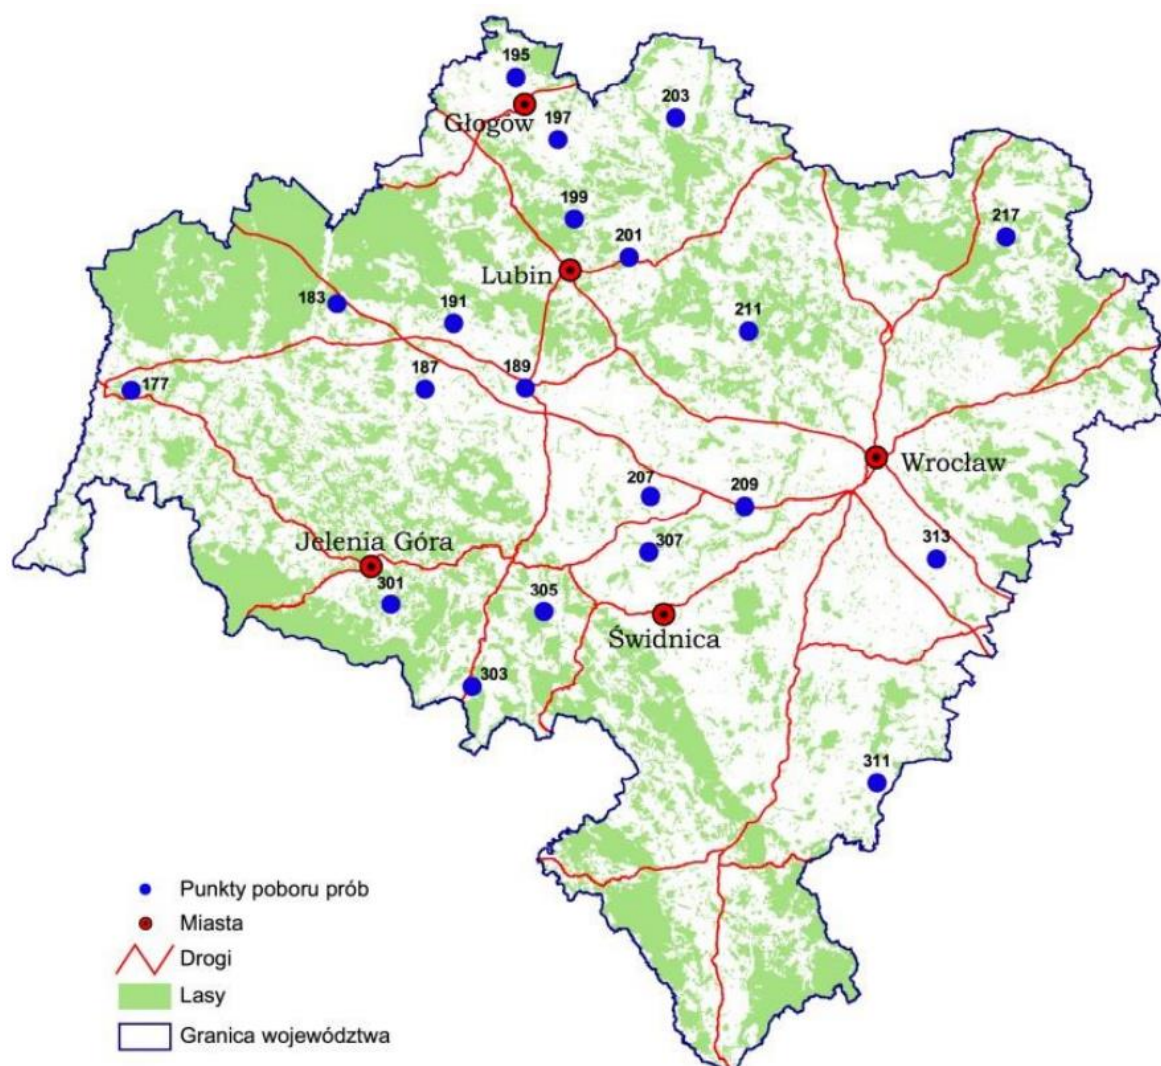 195
203
Głogów
197
199
217
201
Lubin
183
191
211
177
187
189
Wrocław
207
209
Jelenia Góra
307
313
301
305
Świdnica
303
311
Punkty poboru prób
Miasta
Drogi
Lasy
Granica województwa